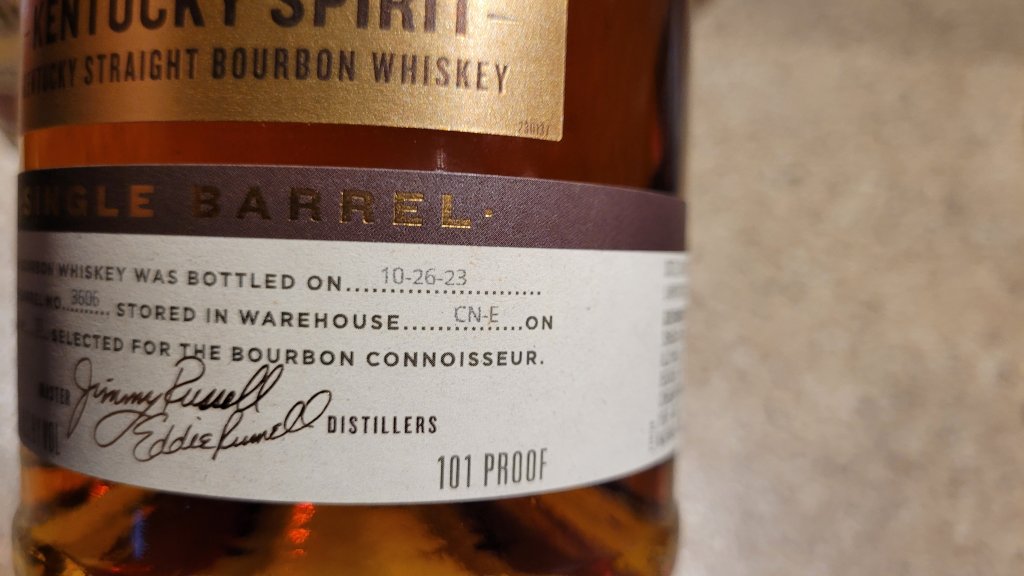 KENTUCKY SPIRIT
KENTUCKY STRAIGHT BOURBON WHISKEY
SINGLE BARREL
WHISKEY WAS BOTTLED ON 10-26-23
NO. 3606 STORED IN WAREHOUSE CN-E ON
SELECTED FOR THE BOURBON CONNOISSEUR.
MASTER Jimmy Russell
Eddie Russell DISTILLERS
101 PROOF